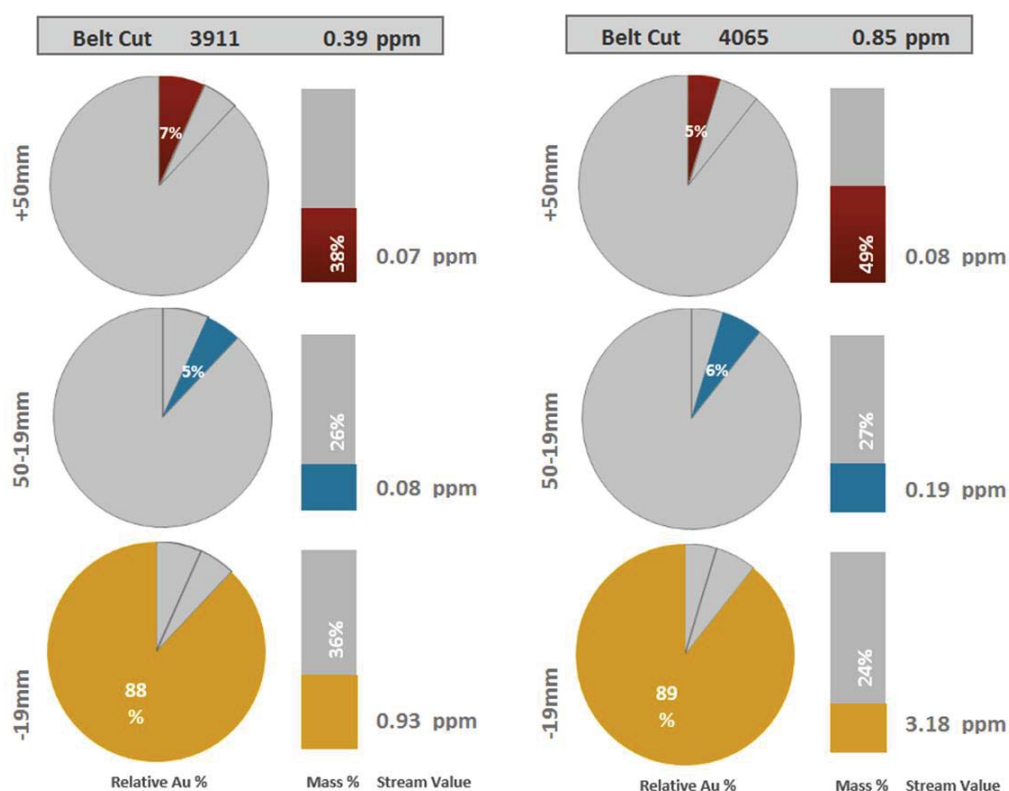 Belt Cut 3911 0.39 ppm
+50mm
7%
38%
0.07 ppm
50-19mm
5%
26%
0.08 ppm
-19mm
88
%
36%
0.93 ppm
Relative Au % Mass % Stream Value
Belt Cut 4065 0.85 ppm
+50mm
5%
49%
0.08 ppm
50-19mm
6%
27%
0.19 ppm
-19mm
89
%
24%
3.18 ppm
Relative Au % Mass % Stream Value